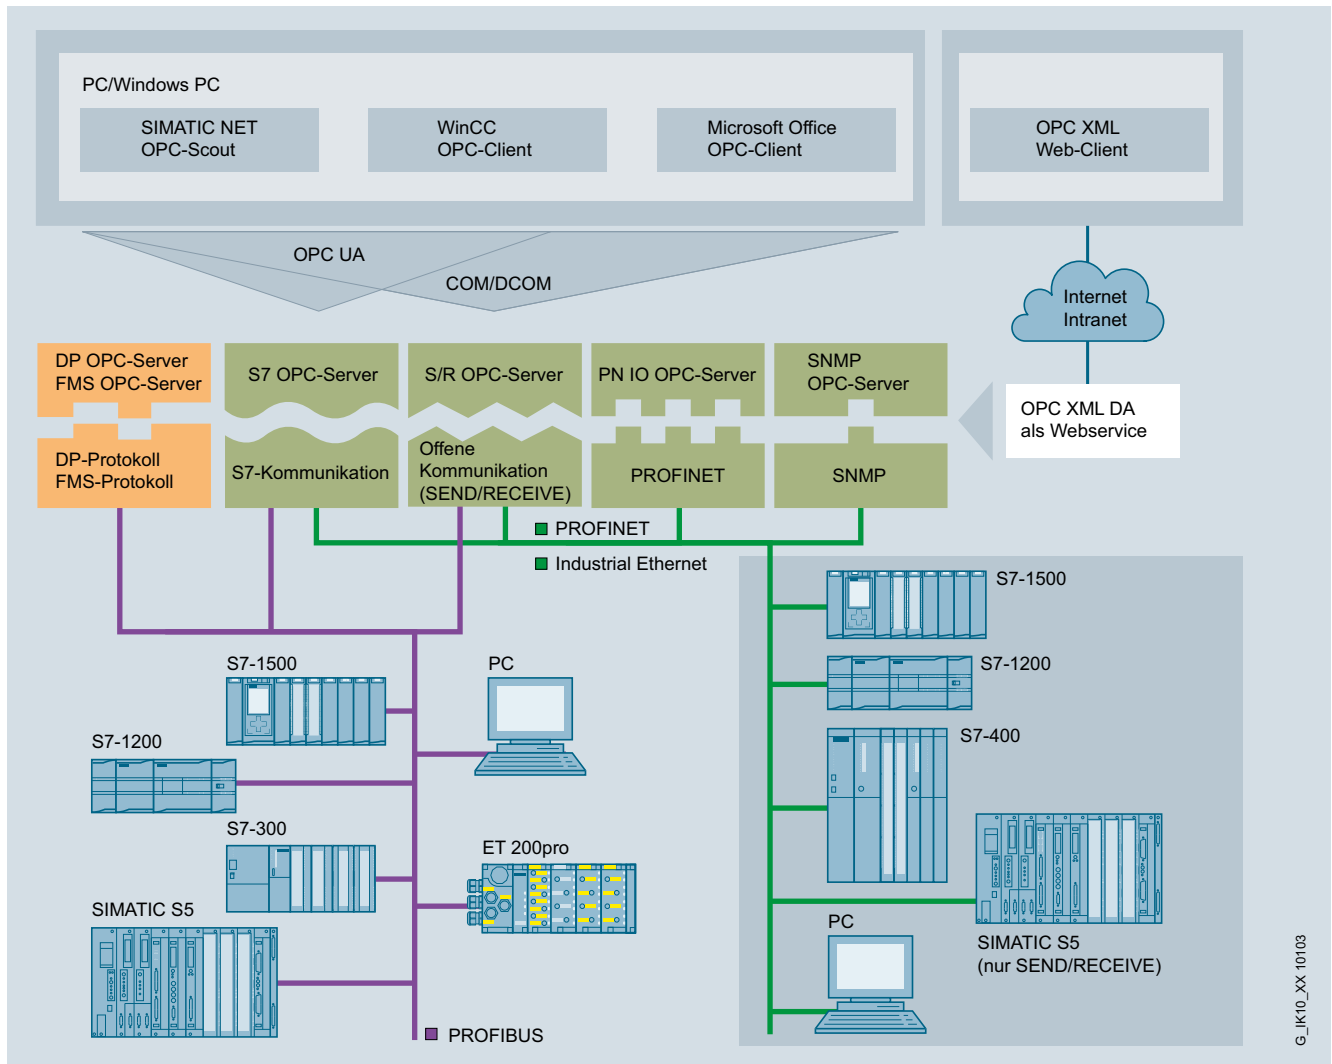 PC/Windows PC
SIMATIC NET
OPC-Scout
WinCC
OPC-Client
Microsoft Office
OPC-Client
OPC XML
Web-Client
OPC UA
COM/DCOM
Internet
Intranet
DP OPC-Server
FMS OPC-Server
S7 OPC-Server
S/R OPC-Server
PN IO OPC-Server
SNMP
OPC-Server
OPC XML DA
als Webservice
DP-Protokoll
FMS-Protokoll
S7-Kommunikation
Offene
Kommunikation
(SEND/RECEIVE)
PROFINET
SNMP
PROFINET
Industrial Ethernet
S7-1500
S7-1200
S7-400
SIMATIC S5
(nur SEND/RECEIVE)
PC
S7-1500
PC
S7-1200
S7-300
ET 200pro
SIMATIC S5
PROFIBUS
G_IK10_XX 10103